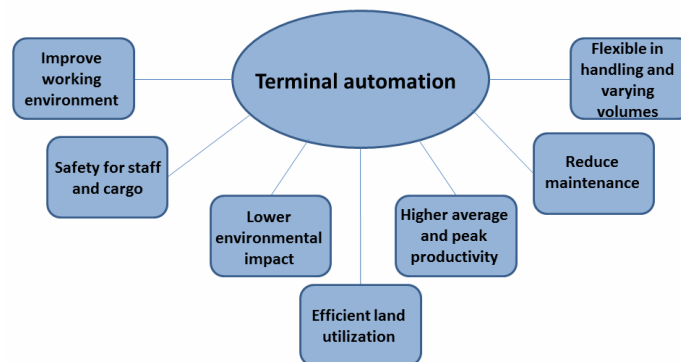 Terminal automation
Improve
working
environment
Safety for staff
and cargo
Lower
environmental
impact
Efficient land
utilization
Higher average
and peak
productivity
Reduce
maintenance
Flexible in
handling and
varying
volumes